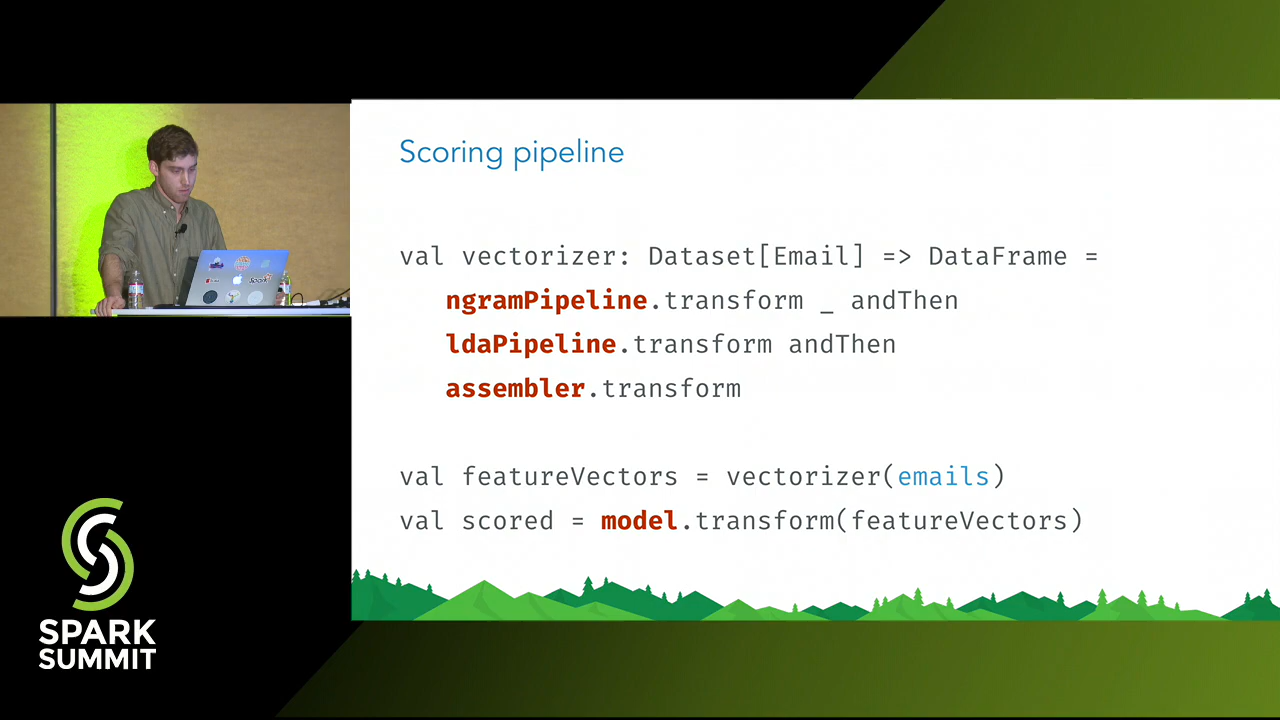 Scoring pipeline
val vectorizer: Dataset[Email] => DataFrame =
ngramPipeline.transform _ andThen
ldaPipeline.transform andThen
assembler.transform
val featureVectors = vectorizer(emails)
val scored = model.transform(featureVectors)
SPARK
SUMMIT